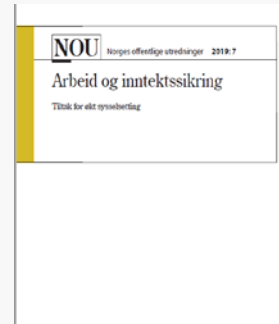 NOU Norges offentlige utredninger 2019: 7
Arbeid og inntektssikring
Tiltak for økt sysselsetting